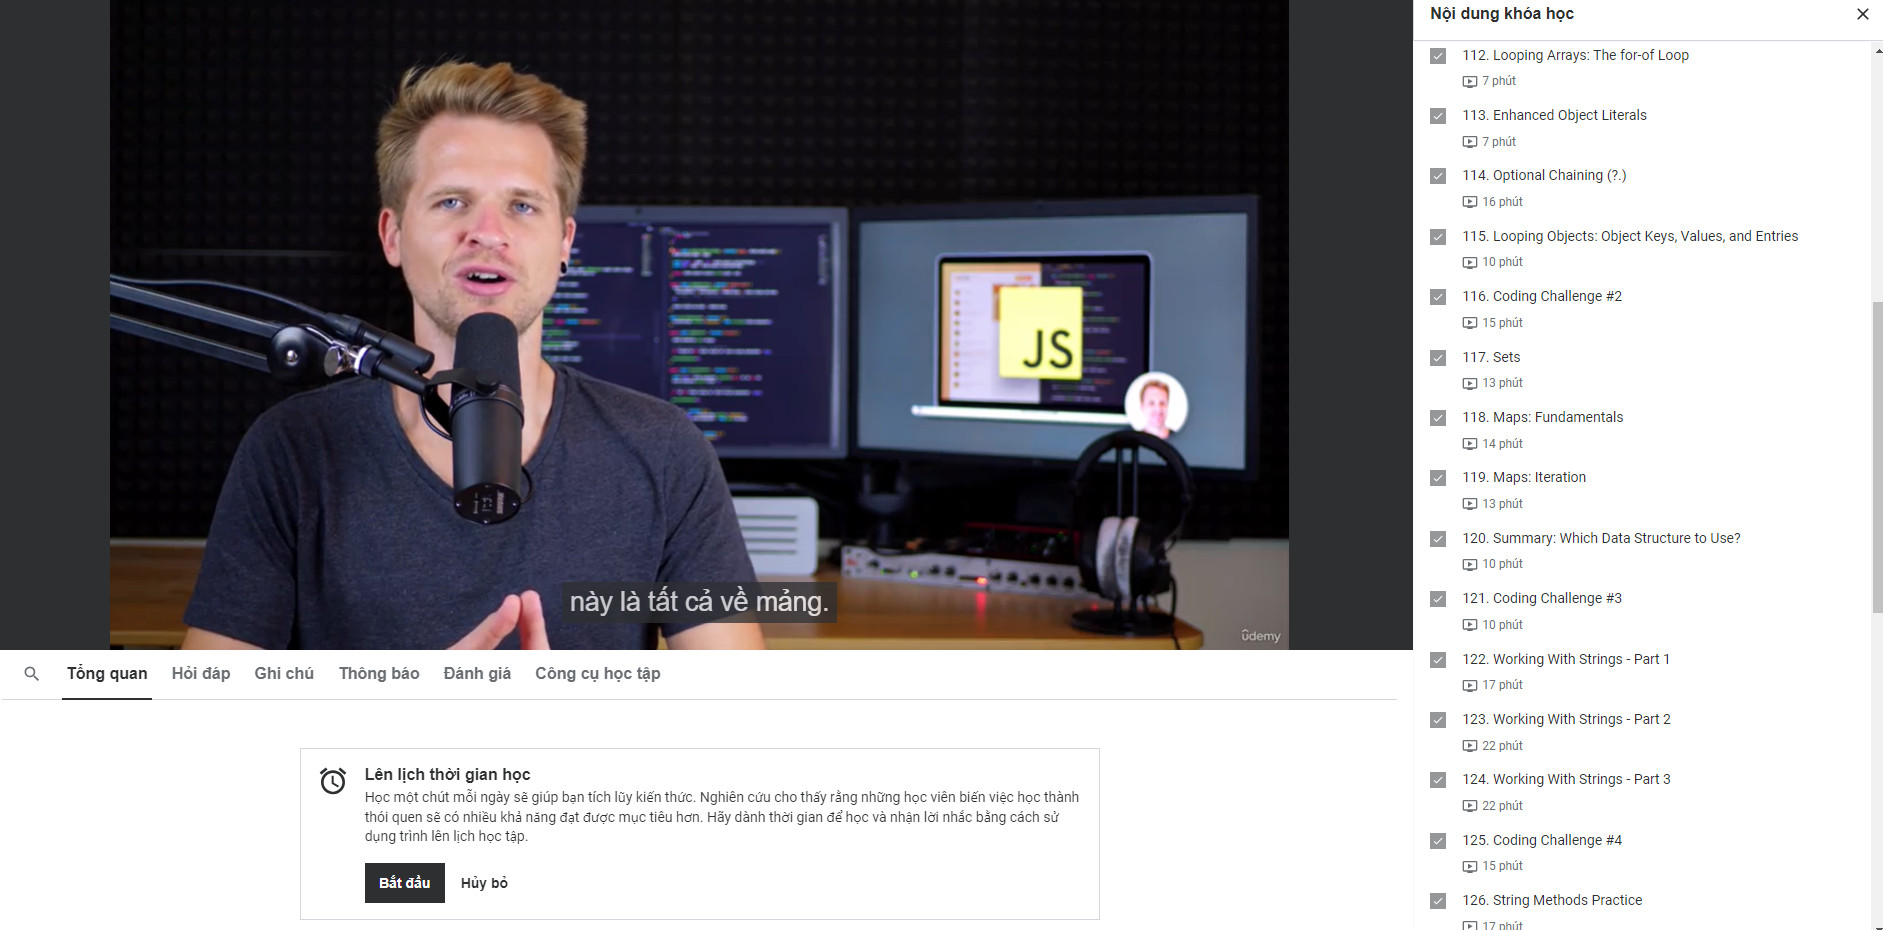 JS
này là tất cả về mảng.
ûdemy
Tổng quan
Hỏi đáp
Ghi chú
Thông báo
Đánh giá
Công cụ học tập
Lên lịch thời gian học
Học một chút mỗi ngày sẽ giúp bạn tích lũy kiến thức. Nghiên cứu cho thấy rằng những học viên biến việc học thành
thói quen sẽ có nhiều khả năng đạt được mục tiêu hơn. Hãy dành thời gian để học và nhận lời nhắc bằng cách sử
dụng trình lên lịch học tập.
Bắt đầu
Hủy bỏ
Nội dung khóa học
112. Looping Arrays: The for-of Loop
7 phút
113. Enhanced Object Literals
7 phút
114. Optional Chaining (?.)
16 phút
115. Looping Objects: Object Keys, Values, and Entries
10 phút
116. Coding Challenge #2
15 phút
117. Sets
13 phút
118. Maps: Fundamentals
14 phút
119. Maps: Iteration
13 phút
120. Summary: Which Data Structure to Use?
10 phút
121. Coding Challenge #3
10 phút
122. Working With Strings - Part 1
17 phút
123. Working With Strings - Part 2
22 phút
124. Working With Strings - Part 3
22 phút
125. Coding Challenge #4
15 phút
126. String Methods Practice
17 phút